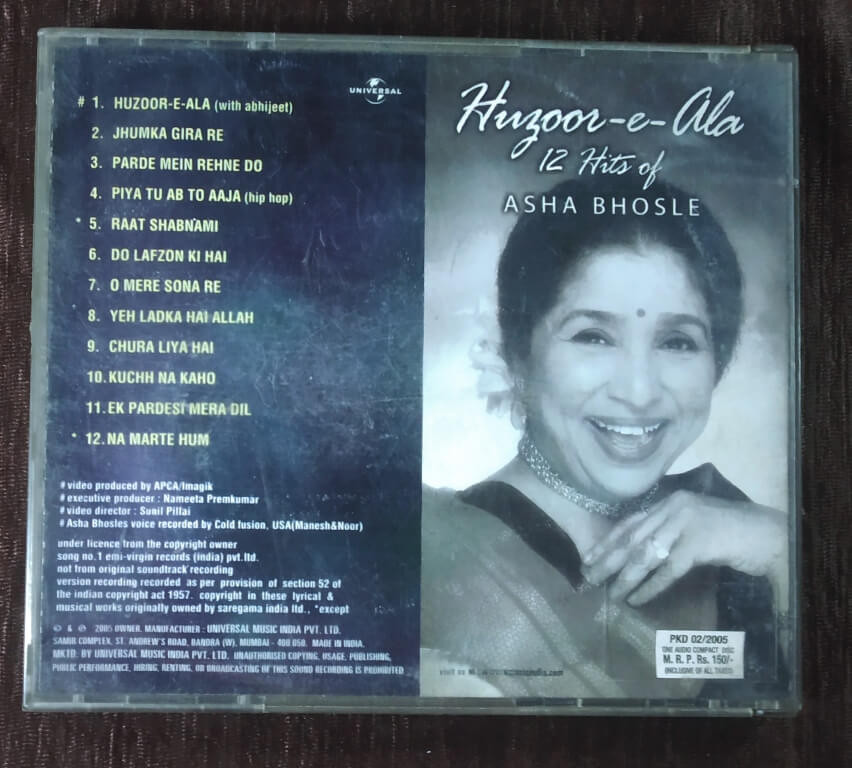 # 1. HUZOOR-E-ALA (with abhijeet)
2. JHUMKA GIRA RE
3. PARDE MEIN REHNE DO
4. PIYA TU AB TO AAJA (hip hop)
* 5. RAAT SHABNAMI
6. DO LAFZON KI HAI
7. O MERE SONA RE
8. YEH LADKA HAI ALLAH
9. CHURA LIYA HAI
10. KUCHH NA KAHO
11. EK PARDESI MERA DIL
* 12. NA MARTE HUM
# video produced by APCA/Imagik
# executive producer : Nameeta Premkumar
# video director : Sunil Pillai
# Asha Bhosles voice recorded by Cold fusion, USA(Manesh&Noor)
under licence from the copyright owner
song no.1 emi-virgin records (india) pvt.ltd.
not from original soundtrack recording
version recording recorded as per provision of section 52 of
the indian copyright act 1957. copyright in these lyrical &
musical works originally owned by saregama india ltd., *except
© & ℗ 2005 OWNER. MANUFACTURER : UNIVERSAL MUSIC INDIA PVT. LTD.
SAMIR COMPLEX, ST. ANDREW'S ROAD, BANDRA (W), MUMBAI - 400 050. MADE IN INDIA.
MKTD. BY UNIVERSAL MUSIC INDIA PVT. LTD. UNAUTHORISED COPYING, USAGE, PUBLISHING,
PUBLIC PERFORMANCE, HIRING, RENTING, OR BROADCASTING OF THIS SOUND RECORDING IS PROHIBITED
UNIVERSAL
Huzoor-e-Ala
12 Hits of
ASHA BHOSLE
visit us at
PKD 02/2005
ONE AUDIO COMPACT DISC
M. R. P. Rs. 150/-
(INCLUSIVE OF ALL TAXES)